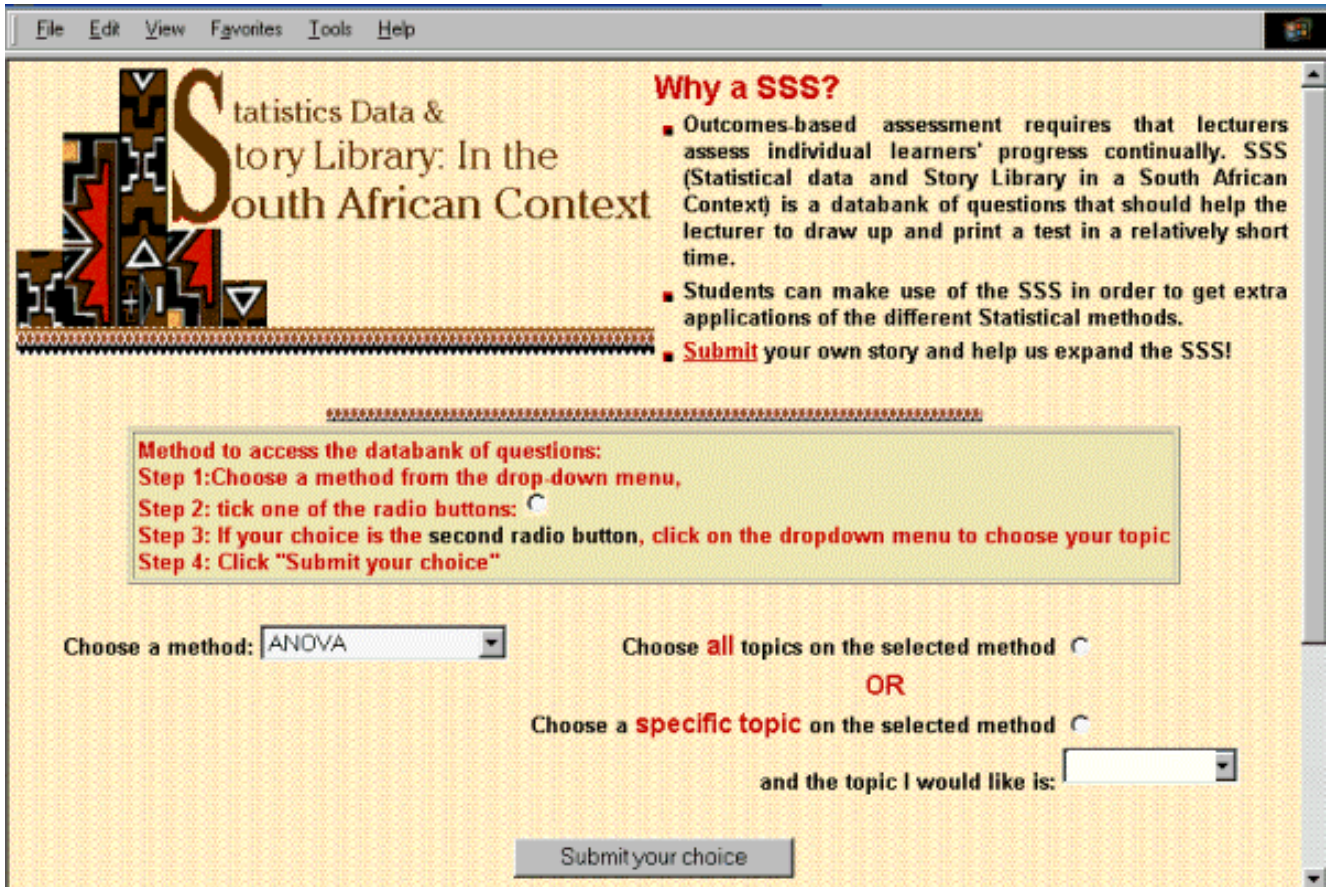 File Edit View Favorites Tools Help
Statistics Data &
Story Library: In the
South African Context
Why a SSS?
Outcomes-based assessment requires that lecturers
assess individual learners' progress continually. SSS
(Statistical data and Story Library in a South African
Context) is a databank of questions that should help the
lecturer to draw up and print a test in a relatively short
time.
Students can make use of the SSS in order to get extra
applications of the different Statistical methods.
Submit your own story and help us expand the SSS!
Method to access the databank of questions:
Step 1:Choose a method from the drop-down menu,
Step 2: tick one of the radio buttons:
Step 3: If your choice is the second radio button, click on the dropdown menu to choose your topic
Step 4: Click "Submit your choice"
Choose a method: ANOVA
Choose all topics on the selected method
OR
Choose a specific topic on the selected method
and the topic I would like is:
Submit your choice